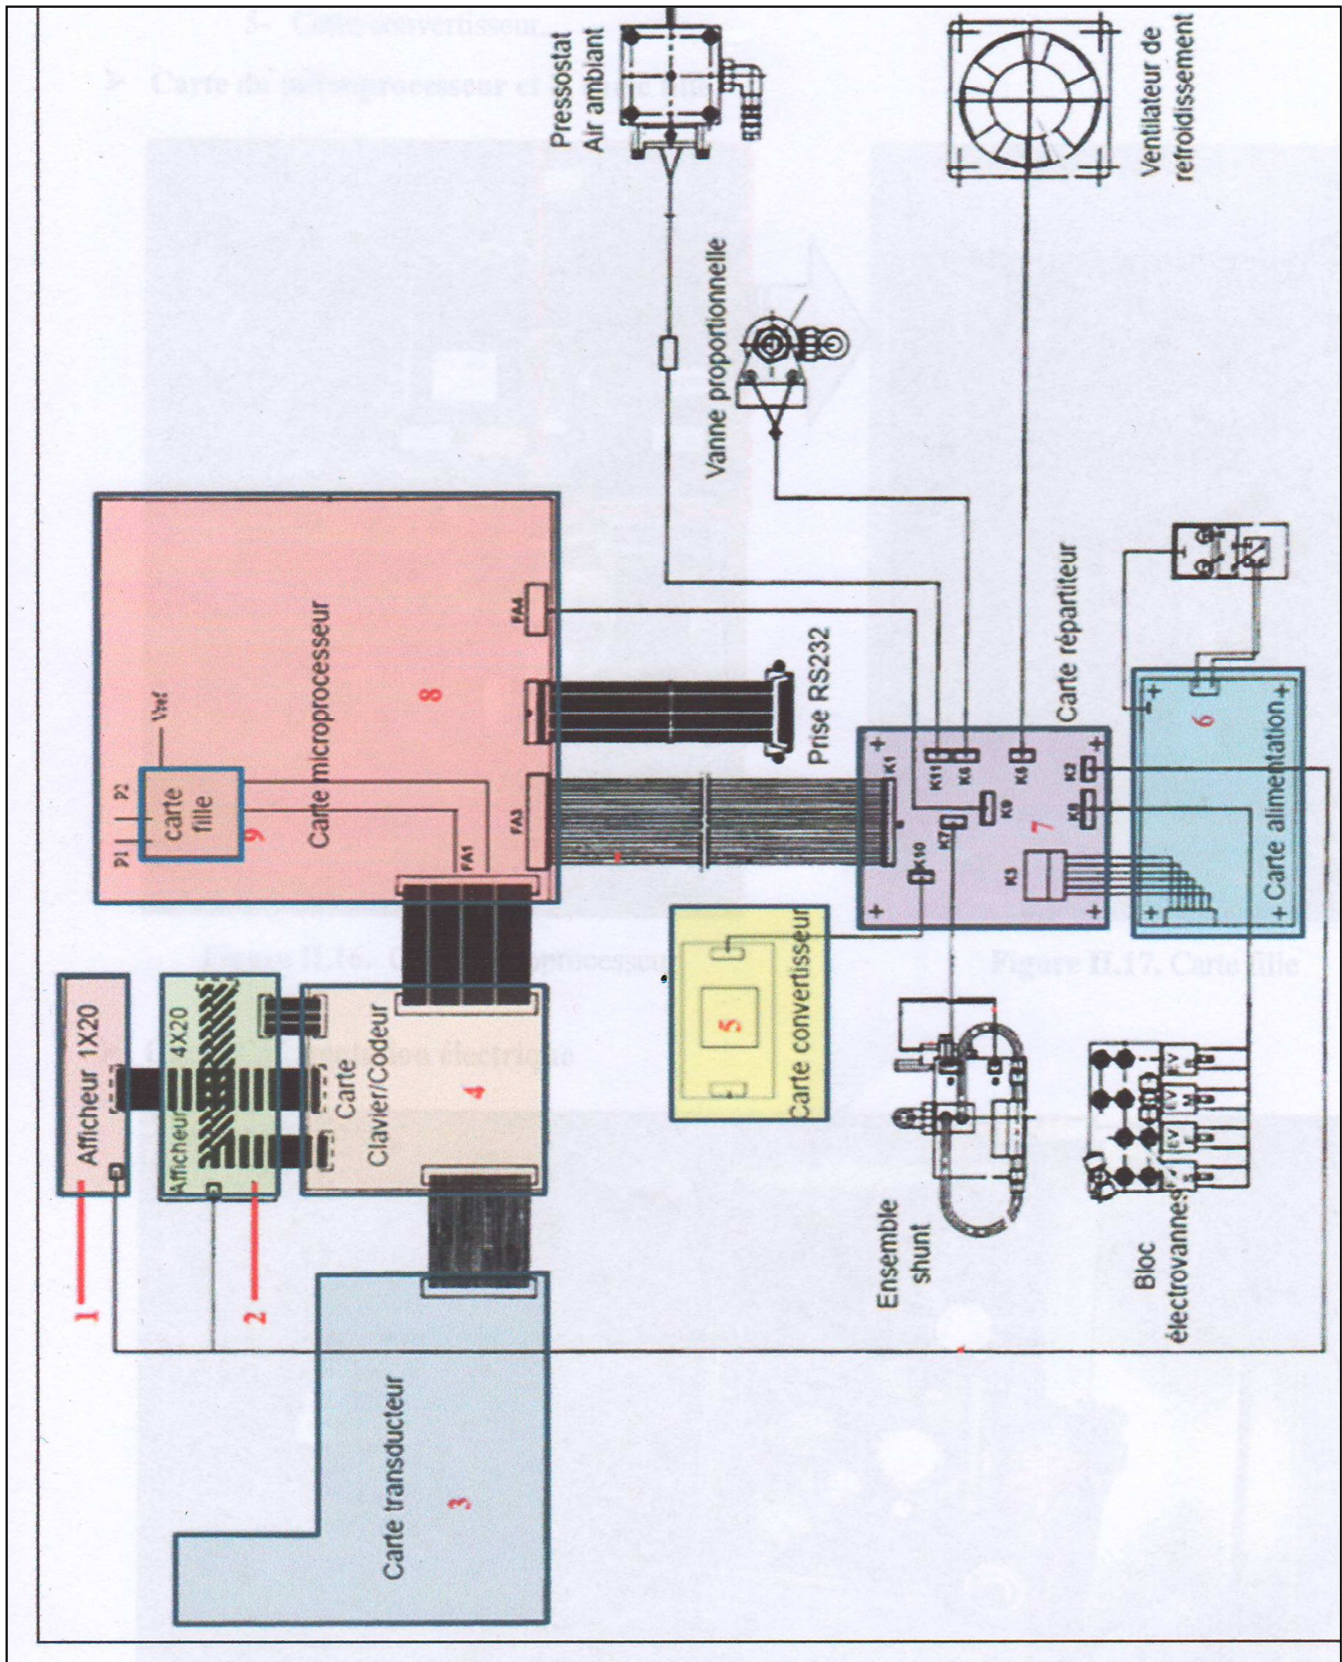 1
Afficheur 1X20
2
Afficheur 4X20
3
Carte transducteur
4
Carte
Clavier/Codeur
P1
P2
Vref
9
Carte
fille
Carte microprocesseur
8
FA1
FA3
FA4
Prise RS232
Pressostat
Air ambiant
Vanne proportionnelle
Ventilateur de
refroidissement
5
Carte convertisseur
K1
K10
K11
K7
K9
K5
K3
K2
7
Carte répartiteur
6
Carte alimentation
Ensemble
shunt
Bloc
électrovannes
EV
EV
EV
M
Figure II.16.
Figure II.17. Carte fille